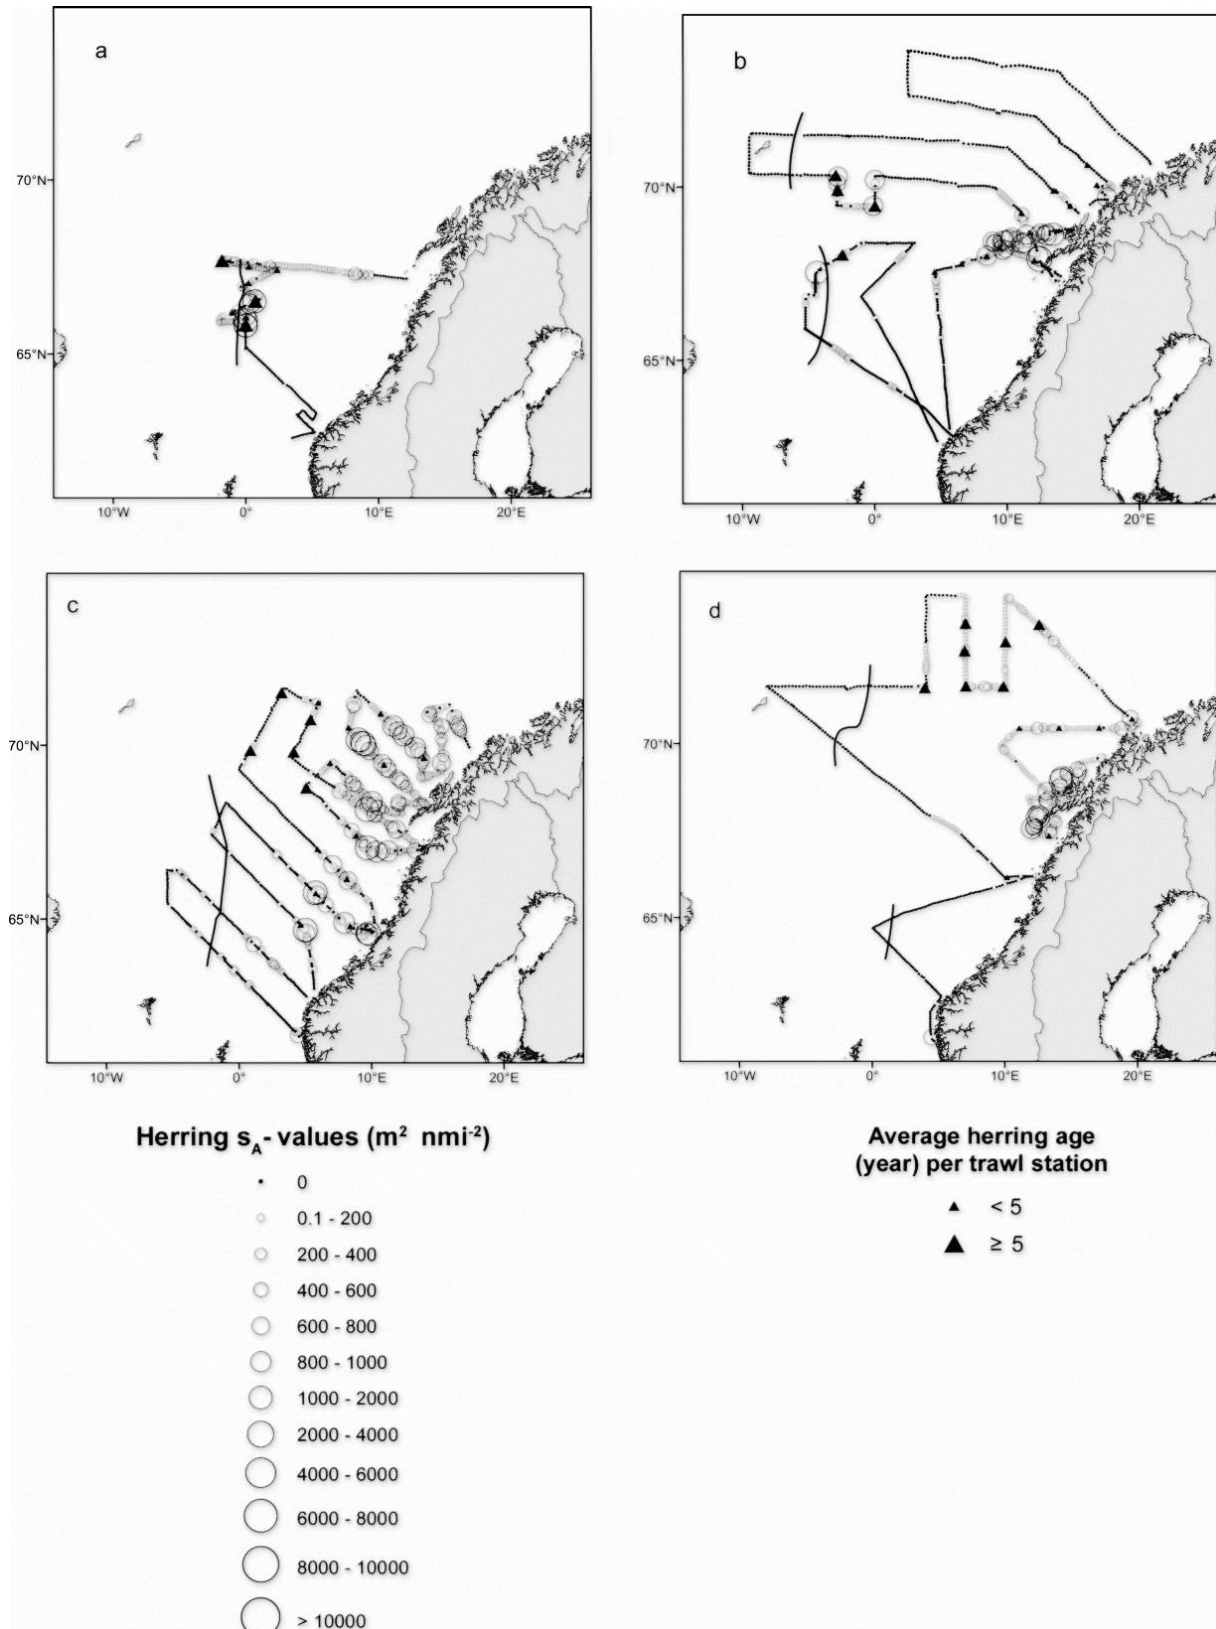 a
b
70°N
70°N
65°N
65°N
10°W
0°
10°E
20°E
10°W
0°
10°E
20°E
c
d
70°N
70°N
65°N
65°N
10°W
0°
10°E
20°E
10°W
0°
10°E
20°E
Herring sA- values (m² nmi⁻²)
0
0.1 - 200
200 - 400
400 - 600
600 - 800
800 - 1000
1000 - 2000
2000 - 4000
4000 - 6000
6000 - 8000
8000 - 10000
> 10000
Average herring age
(year) per trawl station
< 5
≥ 5